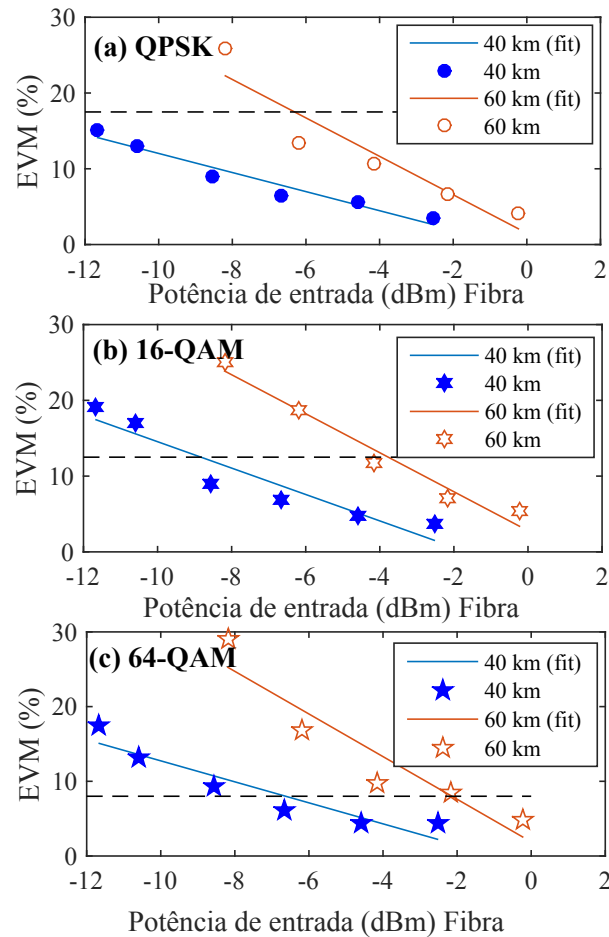 (a) QPSK
EVM (%)
30
20
10
0
40 km (fit)
40 km
60 km (fit)
60 km
-12 -10 -8 -6 -4 -2 0 2
Potência de entrada (dBm) Fibra
(b) 16-QAM
EVM (%)
30
20
10
0
40 km (fit)
40 km
60 km (fit)
60 km
-12 -10 -8 -6 -4 -2 0 2
Potência de entrada (dBm) Fibra
(c) 64-QAM
EVM (%)
30
20
10
0
40 km (fit)
40 km
60 km (fit)
60 km
-12 -10 -8 -6 -4 -2 0 2
Potência de entrada (dBm) Fibra